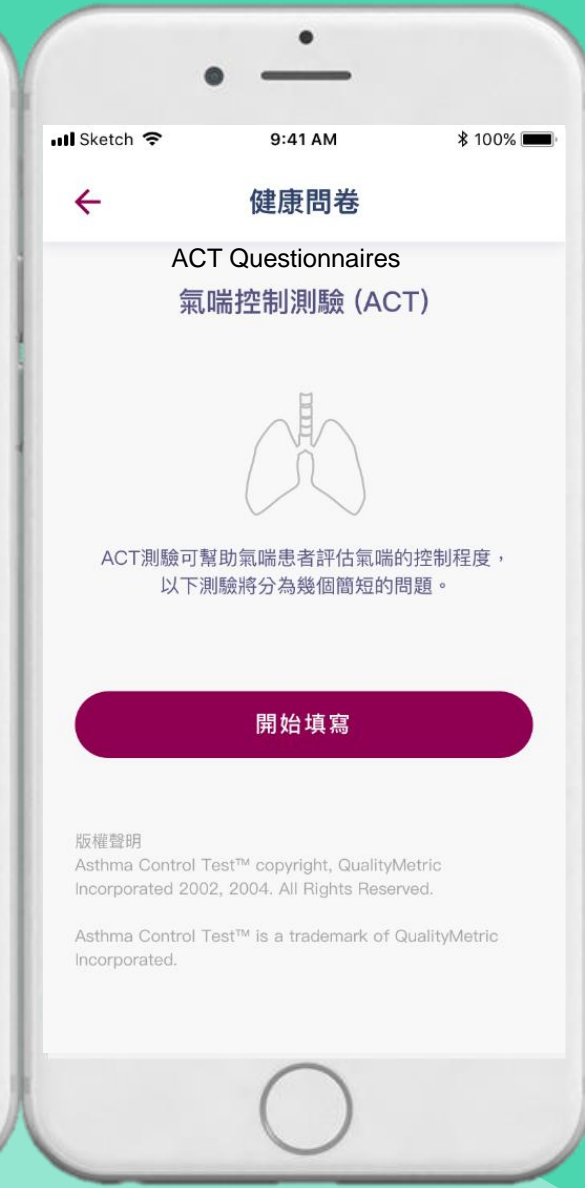 Sketch 9:41 AM 100%
健康問卷
ACT Questionnaires
氣喘控制測驗 (ACT)
ACT測驗可幫助氣喘患者評估氣喘的控制程度，
以下測驗將分為幾個簡短的問題。
開始填寫
版權聲明
Asthma Control Test™ copyright, QualityMetric
Incorporated 2002, 2004. All Rights Reserved.
Asthma Control Test™ is a trademark of QualityMetric
Incorporated.